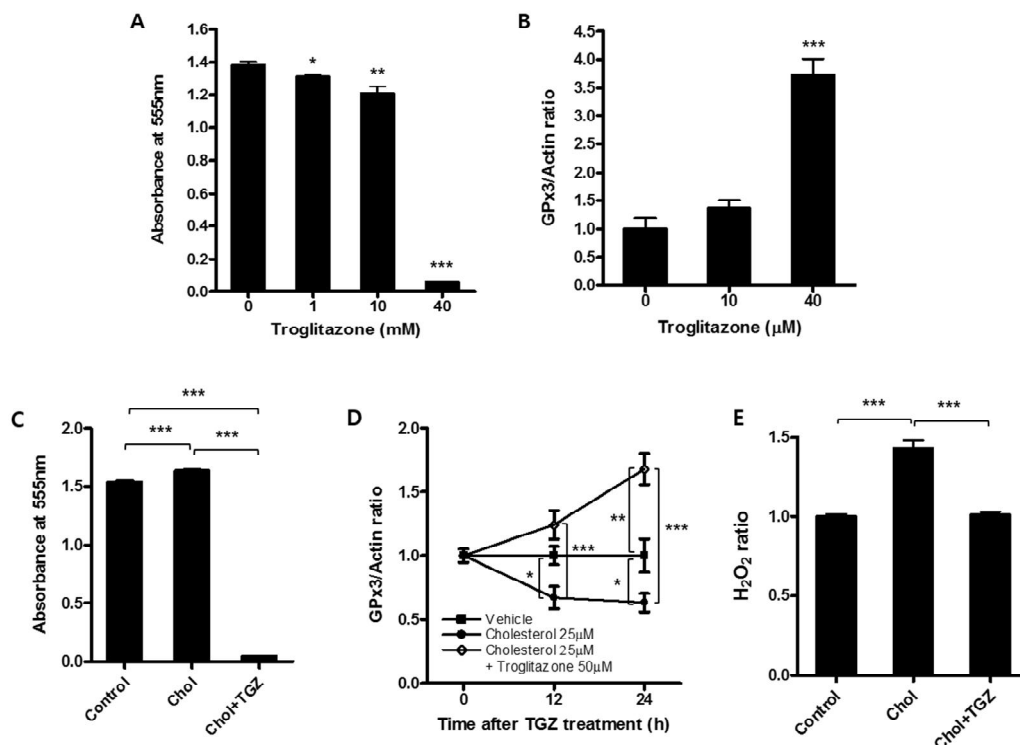 A
1.6
1.4
1.2
1.0
0.8
0.6
0.4
0.2
0.0
Absorbance at 555nm
*
**
***
0 1 10 40
Troglitazone (mM)
B
4.5
4.0
3.5
3.0
2.5
2.0
1.5
1.0
0.5
0.0
GPx3/Actin ratio
***
0 10 40
Troglitazone (μM)
C
***
*** ***
2.0
1.5
1.0
0.5
0.0
Absorbance at 555nm
Control Chol Chol+TGZ
D
2.0
1.5
1.0
0.5
0.0
GPx3/Actin ratio
** ***
***
* *
Vehicle
Cholesterol 25μM
Cholesterol 25μM
+ Troglitazone 50μM
0 12 24
Time after TGZ treatment (h)
E
*** ***
1.5
1.0
0.5
0.0
H₂O₂ ratio
Control Chol Chol+TGZ